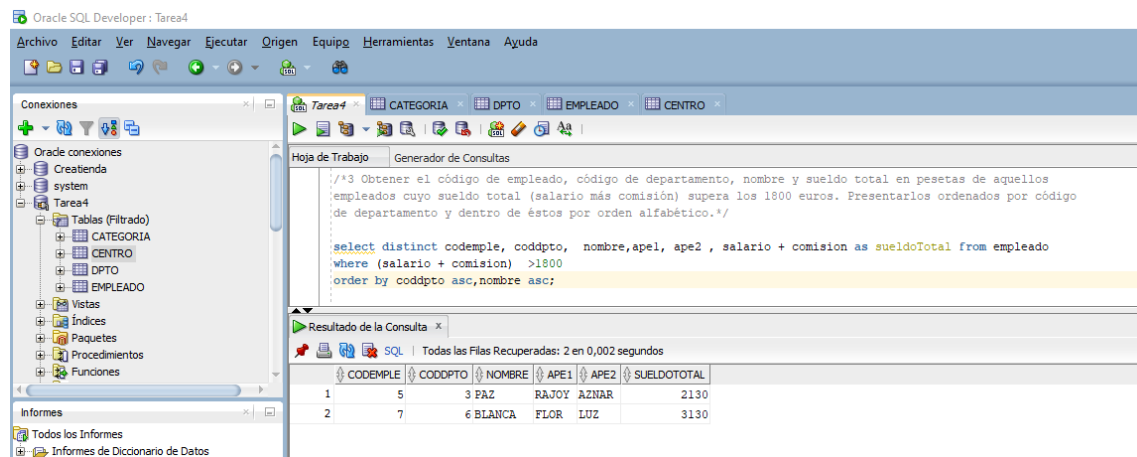 Oracle SQL Developer : Tarea4
Archivo Editar Ver Navegar Ejecutar Origen Equipo Herramientas Ventana Ayuda
Conexiones
Oracle conexiones
Creatienda
system
Tarea4
Tablas (Filtrado)
CATEGORIA
CENTRO
DPTO
EMPLEADO
Vistas
Índices
Paquetes
Procedimientos
Funciones
Informes
Todos los Informes
Informes de Diccionario de Datos
Tarea4 CATEGORIA DPTO EMPLEADO CENTRO
Hoja de Trabajo Generador de Consultas
/*3 Obtener el código de empleado, código de departamento, nombre y sueldo total en pesetas de aquellos
empleados cuyo sueldo total (salario más comisión) supera los 1800 euros. Presentarlos ordenados por código
de departamento y dentro de éstos por orden alfabético.*/
select distinct codemple, coddpto, nombre,ape1, ape2 , salario + comision as sueldoTotal from empleado
where (salario + comision) >1800
order by coddpto asc,nombre asc;
Resultado de la Consulta x
SQL | Todas las Filas Recuperadas: 2 en 0,002 segundos
CODEMPLE CODDPTO NOMBRE APE1 APE2 SUELDOTOTAL
1 5 3 PAZ RAJOY AZNAR 2130
2 7 6 BLANCA FLOR LUZ 3130